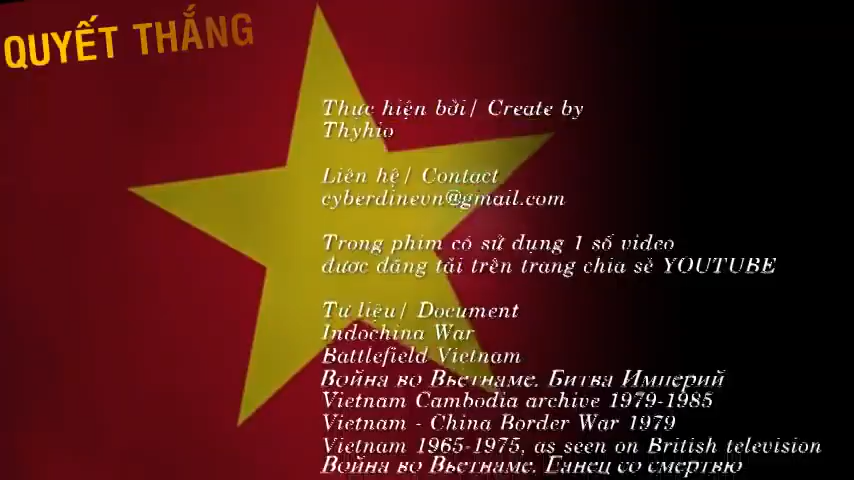 QUYẾT THẮNG
Thực hiện bởi/ Create by
Thyhio
Liên hệ/ Contact
cyberdinevn@gmail.com
Trong phim có sử dụng 1 số video
được đăng tải trên trang chia sẻ YOUTUBE
Tư liệu/ Document
Indochina War
Battlefield Vietnam
Война во Вьетнаме. Битва Империй
Vietnam Cambodia archive 1979-1985
Vietnam - China Border War 1979
Vietnam 1965-1975, as seen on British television
Война во Вьетнаме. со смертью